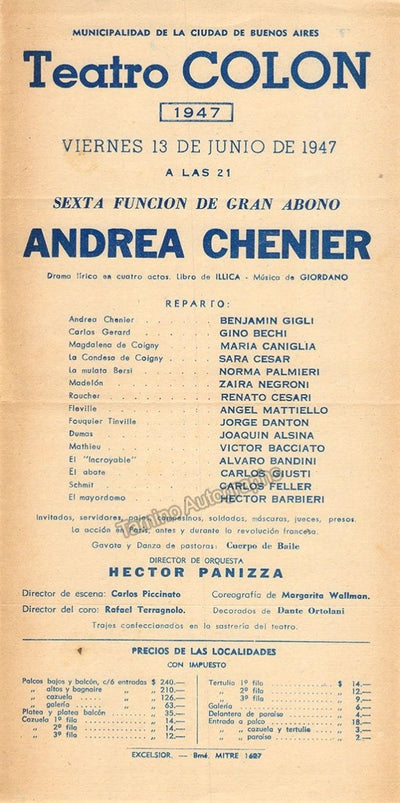 MUNICIPALIDAD DE LA CIUDAD DE BUENOS AIRES
Teatro COLON
1947
VIERNES 13 DE JUNIO DE 1947
A LAS 21
SEXTA FUNCION DE GRAN ABONO
ANDREA CHENIER
Drama lírico en cuatro actos. Libro de ILLICA - Música de GIORDANO
REPARTO:
Andrea Chenier . . . . . BENJAMIN GIGLI
Carlos Gerard . . . . . GINO BECHI
Magdalena de Coigny . . . . . MARIA CANIGLIA
La Condesa de Coigny . . . . . SARA CESAR
La mulata Bersi . . . . . NORMA PALMIERI
Madelón . . . . . ZAIRA NEGRONI
Roucher . . . . . RENATO CESARI
Fleville . . . . . ANGEL MATTIELLO
Fouquier Tinville . . . . . JORGE DANTON
Dumas . . . . . JOAQUIN ALSINA
Mathieu . . . . . VICTOR BACCIATO
El "Incroyable" . . . . . ALVARO BANDINI
El abate . . . . . CARLOS GIUSTI
Schmit . . . . . CARLOS FELLER
El mayordomo . . . . . HECTOR BARBIERI
Tamino Autographs
Invitados, servidores, pajes, campesinos, soldados, máscaras, jueces, presos.
La acción en París, antes y durante la revolución francesa.
Gavota y Danza de pastoras: Cuerpo de Baile
DIRECTOR DE ORQUESTA
HECTOR PANIZZA
Director de escena: Carlos Piccinato Coreografía de Margarita Wallman.
Director del coro: Rafael Terragnolo. Decorados de Dante Ortolani
Trajes confeccionados en la sastrería del teatro.
PRECIOS DE LAS LOCALIDADES
CON IMPUESTO
Palcos bajos y balcón, c/6 entradas $ 240.—
„ altos y bagnoire „ 210.—
„ cazuela „ 126.—
„ galería „ 63.—
Platea y platea balcón „ 35.—
Cazuela 1ª fila „ 14.—
„ 2ª fila „ 14.—
„ 3ª fila „ 12.—
Tertulia 1ª fila $ 14.—
„ 2ª fila „ 12.—
„ 3ª fila „ 9.—
Galería „ 6.—
Delantera de paraíso „ 4.—
Entrada a palco „ 18.—
„ „ cazuela y tertulia „ 3.—
„ „ paraíso „ 2.—
EXCELSIOR. — Bmé. MITRE 1627